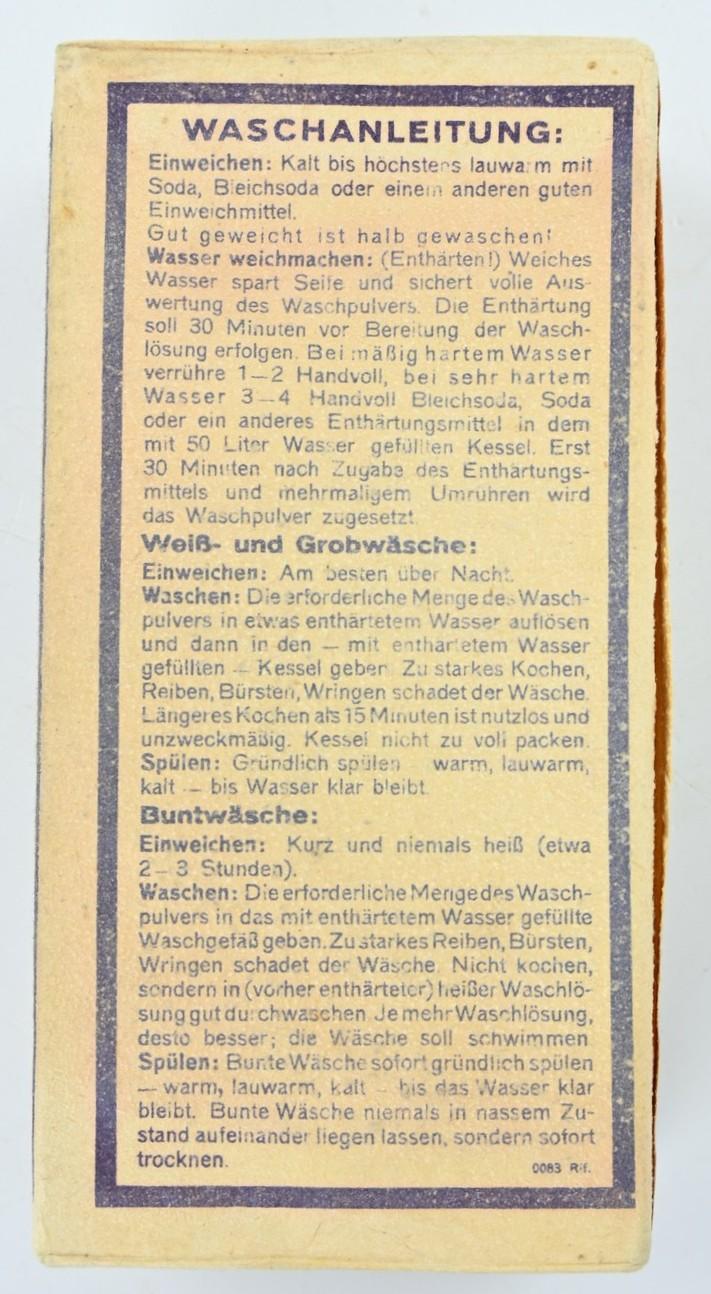 WASCHANLEITUNG:
Einweichen: Kalt bis höchstens lauwarm mit
Soda, Bleichsoda oder einem anderen guten
Einweichmittel.
Gut geweicht ist halb gewaschen!
Wasser weichmachen: (Enthärten!) Weiches
Wasser spart Seife und sichert volle Aus-
wertung des Waschpulvers. Die Enthärtung
soll 30 Minuten vor Bereitung der Wasch-
lösung erfolgen. Bei mäßig hartem Wasser
verrühre 1—2 Handvoll, bei sehr hartem
Wasser 3—4 Handvoll Bleichsoda, Soda
oder ein anderes Enthärtungsmittel in dem
mit 50 Liter Wasser gefüllten Kessel. Erst
30 Minuten nach Zugabe des Enthärtungs-
mittels und mehrmaligem Umrühren wird
das Waschpulver zugesetzt.
Weiß- und Grobwäsche:
Einweichen: Am besten über Nacht.
Waschen: Die erforderliche Menge des Wasch-
pulvers in etwas enthärtetem Wasser auflösen
und dann in den — mit enthärtetem Wasser
gefüllten — Kessel geben. Zu starkes Kochen,
Reiben, Bürsten, Wringen schadet der Wäsche.
Längeres Kochen als 15 Minuten ist nutzlos und
unzweckmäßig. Kessel nicht zu voll packen.
Spülen: Gründlich spülen — warm, lauwarm,
kalt — bis Wasser klar bleibt.
Buntwäsche:
Einweichen: Kurz und niemals heiß (etwa
2—3 Stunden).
Waschen: Die erforderliche Menge des Wasch-
pulvers in das mit enthärtetem Wasser gefüllte
Waschgefäß geben. Zu starkes Reiben, Bürsten,
Wringen schadet der Wäsche. Nicht kochen,
sondern in (vorher enthärteter) heißer Waschlö-
sung gut durchwaschen. Je mehr Waschlösung,
desto besser; die Wäsche soll schwimmen.
Spülen: Bunte Wäsche sofort gründlich spülen
— warm, lauwarm, kalt — bis das Wasser klar
bleibt. Bunte Wäsche niemals in nassem Zu-
stand aufeinander liegen lassen, sondern sofort
trocknen.
0083 Rif.